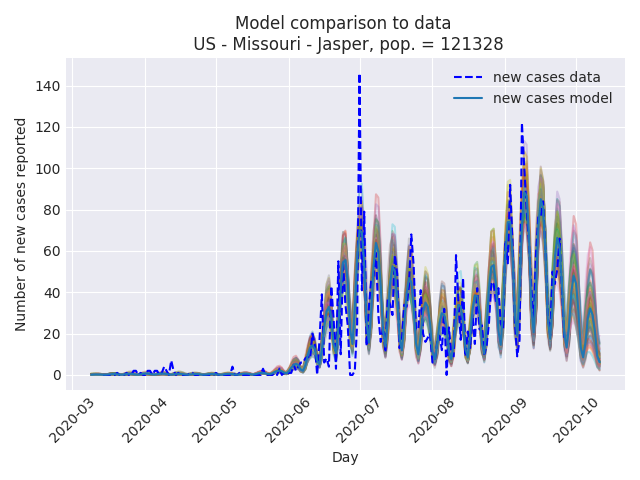 Model comparison to data
US - Missouri - Jasper, pop. = 121328
new cases data
new cases model
Number of new cases reported
140
120
100
80
60
40
20
0
2020-03
2020-04
2020-05
2020-06
2020-07
2020-08
2020-09
2020-10
Day